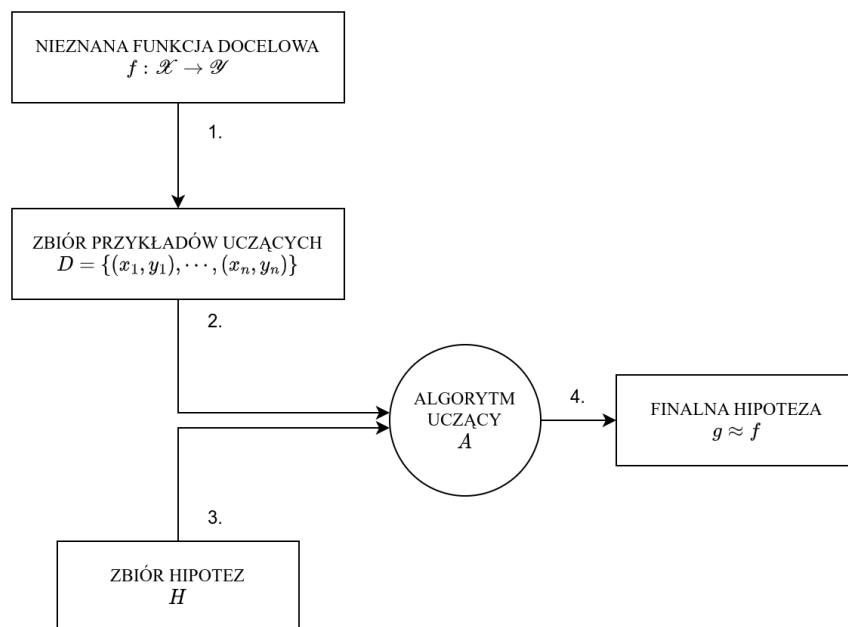 NIEZNANA FUNKCJA DOCELOWA
f : 𝒳 → 𝒴
1.
ZBIÓR PRZYKŁADÓW UCZĄCYCH
D = {(x₁, y₁), ⋯ , (xₙ, yₙ)}
2.
ALGORYTM
UCZĄCY
A
4.
FINALNA HIPOTEZA
g ≈ f
3.
ZBIÓR HIPOTEZ
H